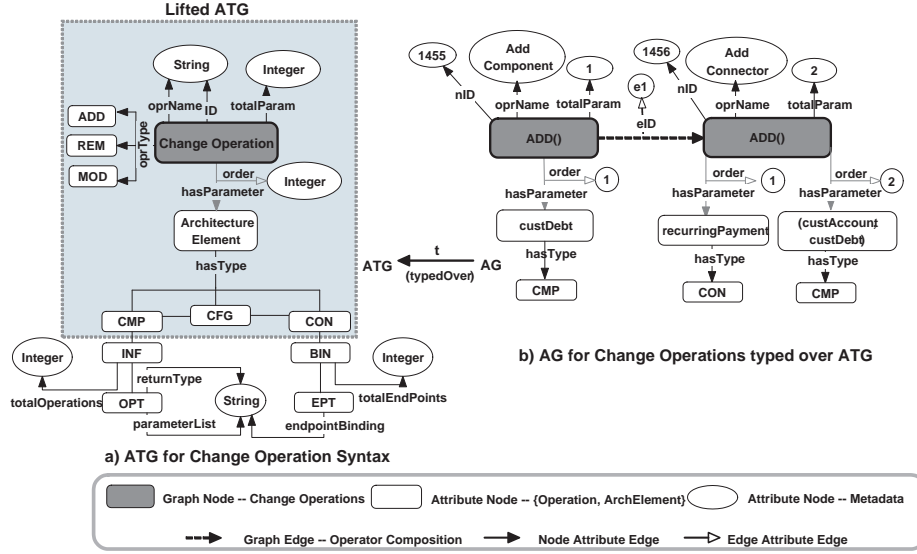 Lifted ATG
String
Integer
oprName
ID
totalParam
ADD
REM
MOD
oprType
Change Operation
order
hasParameter
Integer
Architecture
Element
hasType
CMP
CFG
CON
Integer
INF
BIN
Integer
returnType
totalOperations
OPT
String
EPT
totalEndPoints
parameterList
endpointBinding
a) ATG for Change Operation Syntax
ATG
t
(typedOver)
AG
1455
Add
Component
1
nID
oprName
totalParam
e1
eID
ADD()
order
1
hasParameter
custDebt
hasType
CMP
1456
Add
Connector
2
nID
oprName
totalParam
ADD()
order
1
hasParameter
recurringPayment
hasType
CON
order
2
hasParameter
(custAccount,
custDebt)
hasType
CMP
b) AG for Change Operations typed over ATG
Graph Node -- Change Operations
Attribute Node -- {Operation, ArchElement}
Attribute Node -- Metadata
Graph Edge -- Operator Composition
Node Attribute Edge
Edge Attribute Edge